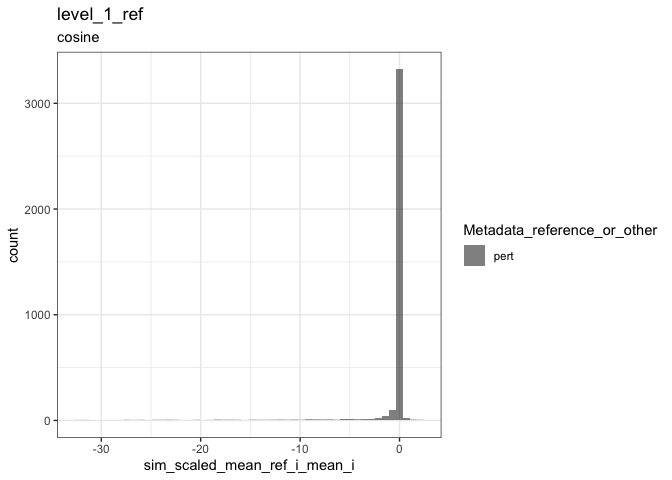 level_1_ref
cosine
3000
2000
1000
0
count
-30
-20
-10
0
sim_scaled_mean_ref_i_mean_i
Metadata_reference_or_other
pert